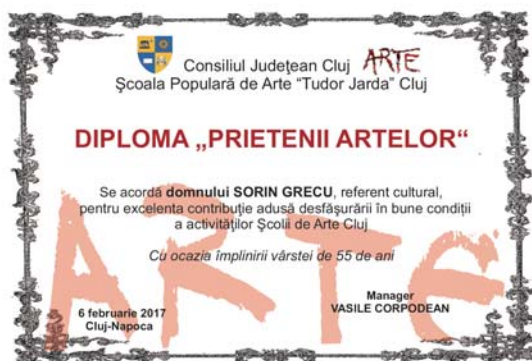 Consiliul Județean Cluj ARTE
Școala Populară de Arte “Tudor Jarda” Cluj
DIPLOMA „PRIETENII ARTELOR“
Se acordă domnului SORIN GRECU, referent cultural,
pentru excelenta contribuție adusă desfășurării în bune condiții
a activităților Școlii de Arte Cluj
Cu ocazia împlinirii vârstei de 55 de ani
ARTE
6 februarie 2017
Cluj-Napoca
Manager
VASILE CORPODEAN